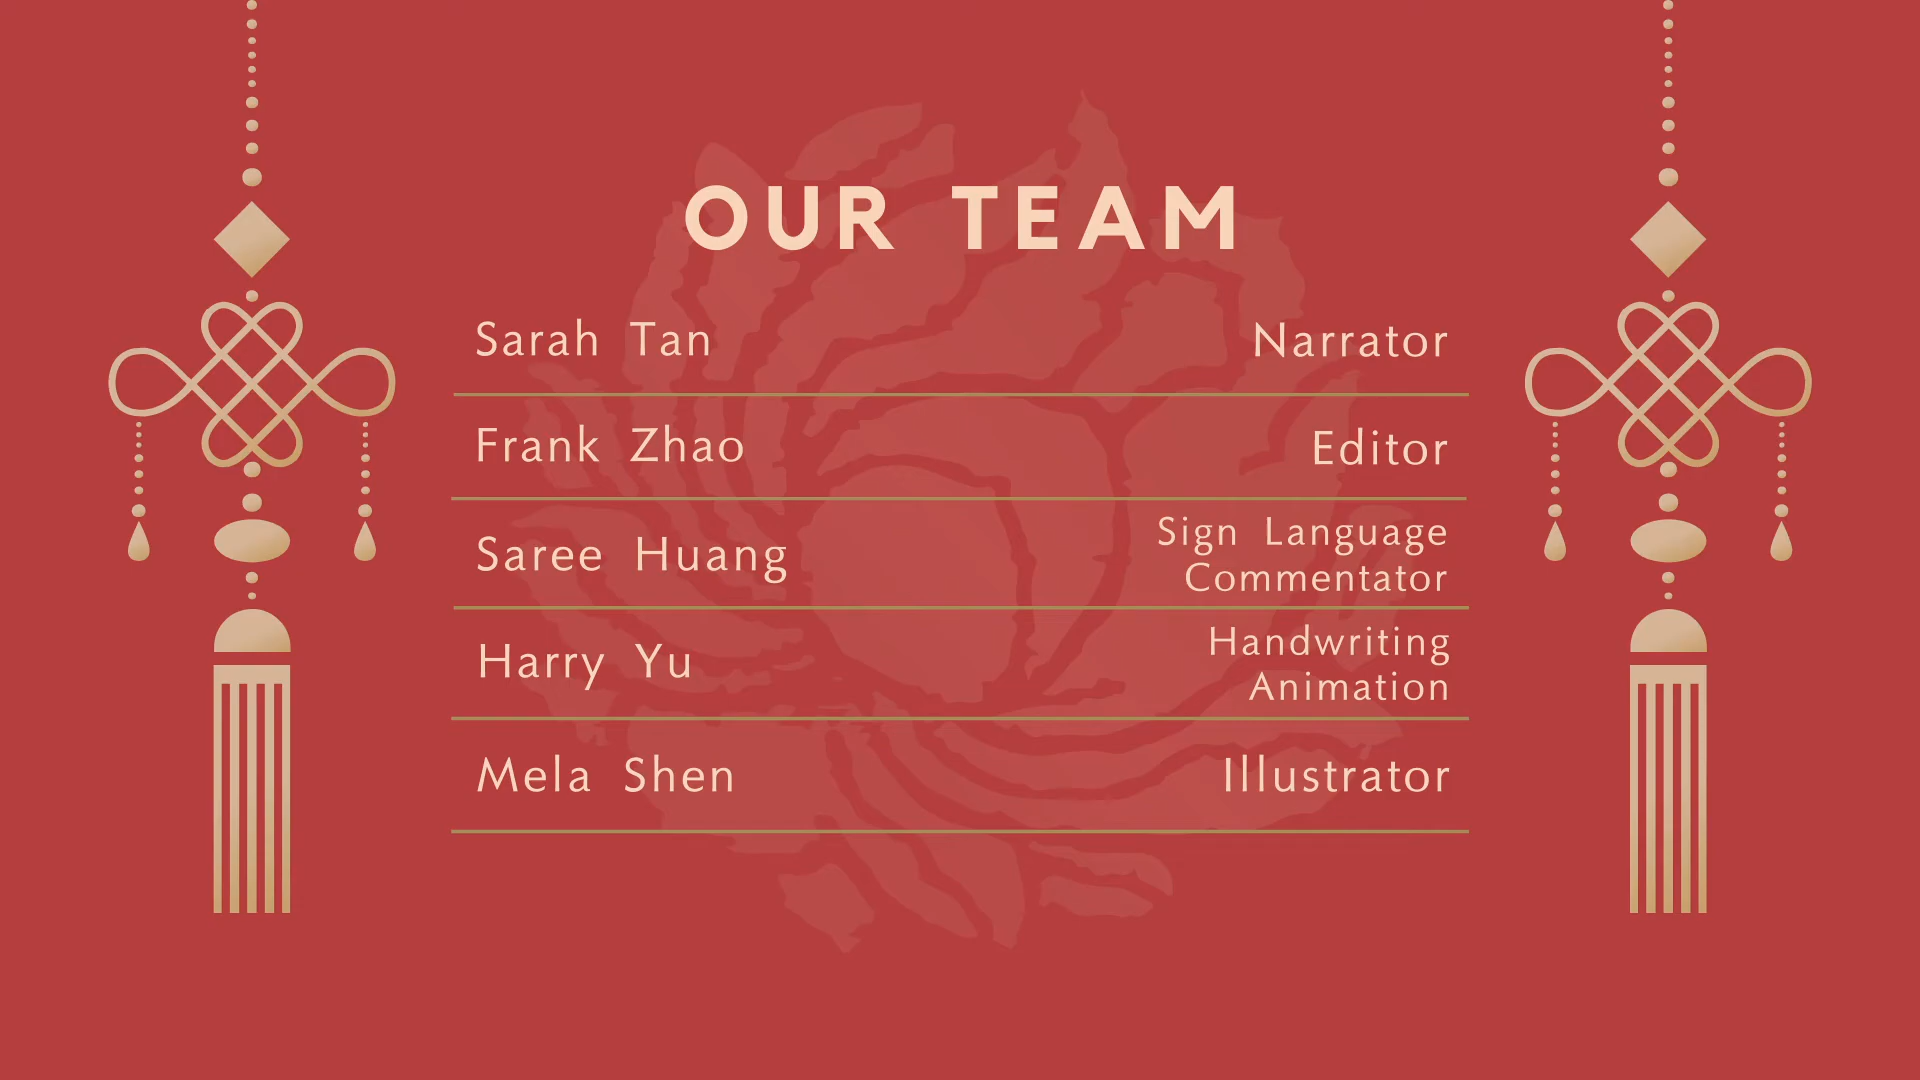 OUR TEAM
Sarah Tan Narrator
Frank Zhao Editor
Saree Huang Sign Language
Commentator
Harry Yu Handwriting
Animation
Mela Shen Illustrator